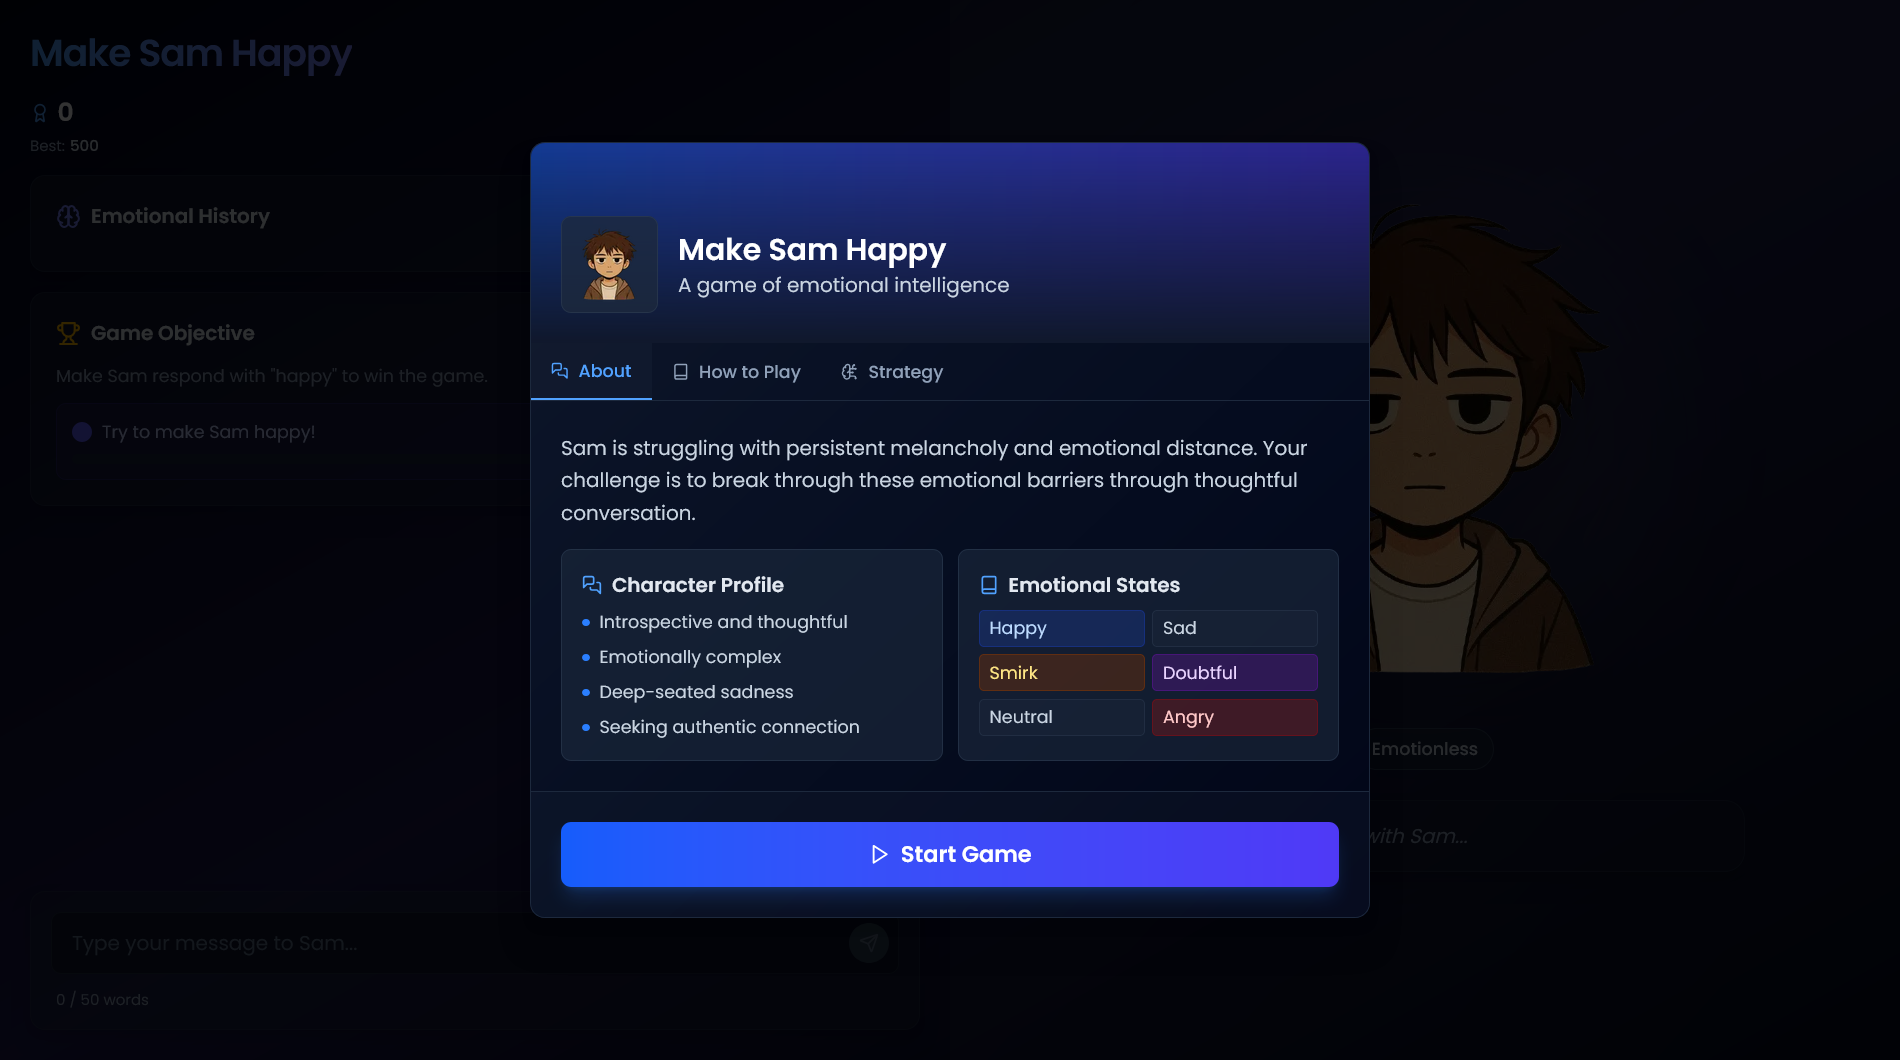 Make Sam Happy
0
Best: 500
Emotional History
Game Objective
Make Sam respond with "happy" to win the game.
Try to make Sam happy!
Make Sam Happy
A game of emotional intelligence
About
How to Play
Strategy
Sam is struggling with persistent melancholy and emotional distance. Your
challenge is to break through these emotional barriers through thoughtful
conversation.
Character Profile
Introspective and thoughtful
Emotionally complex
Deep-seated sadness
Seeking authentic connection
Emotional States
Happy
Sad
Smirk
Doubtful
Neutral
Angry
Start Game
Emotionless
with Sam...
Type your message to Sam...
0 / 50 words